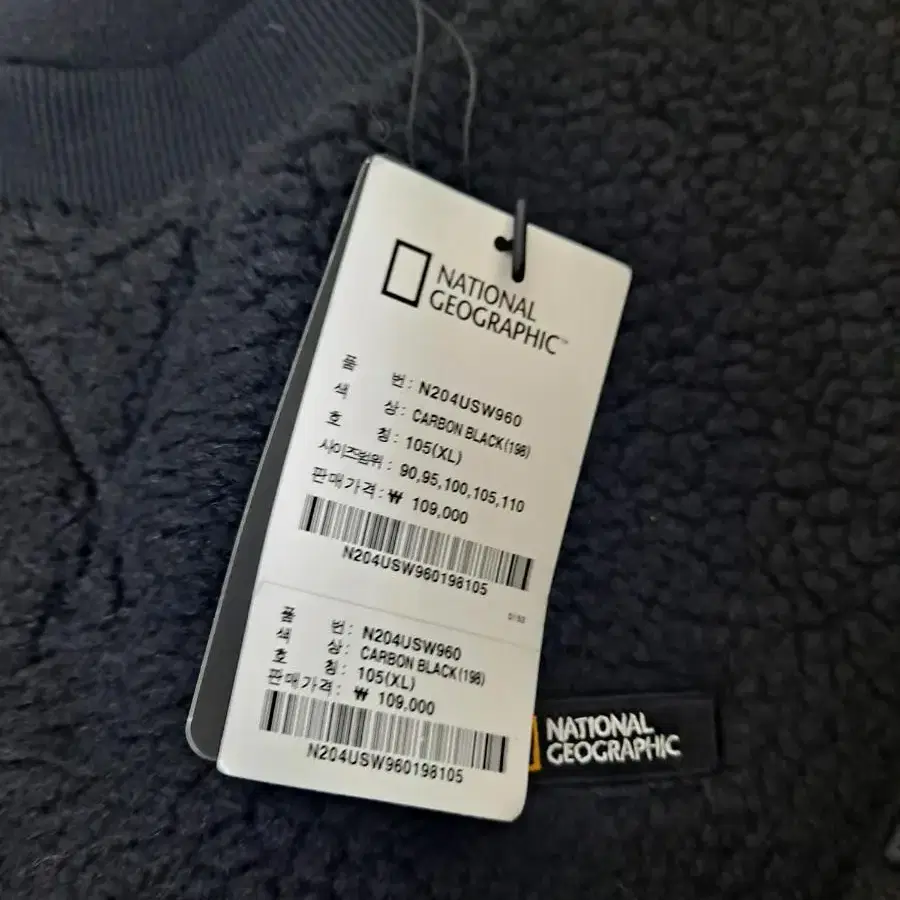 NATIONAL
GEOGRAPHIC™
품 번 : N204USW960
색 상 : CARBON BLACK(198)
호 칭 : 105(XL)
사이즈범위 : 90,95,100,105,110
판매가격 : ₩ 109,000
N204USW960198105
품 번 : N204USW960
색 상 : CARBON BLACK(198)
호 칭 : 105(XL)
판매가격 : ₩ 109,000
N204USW960198105
NATIONAL
GEOGRAPHIC